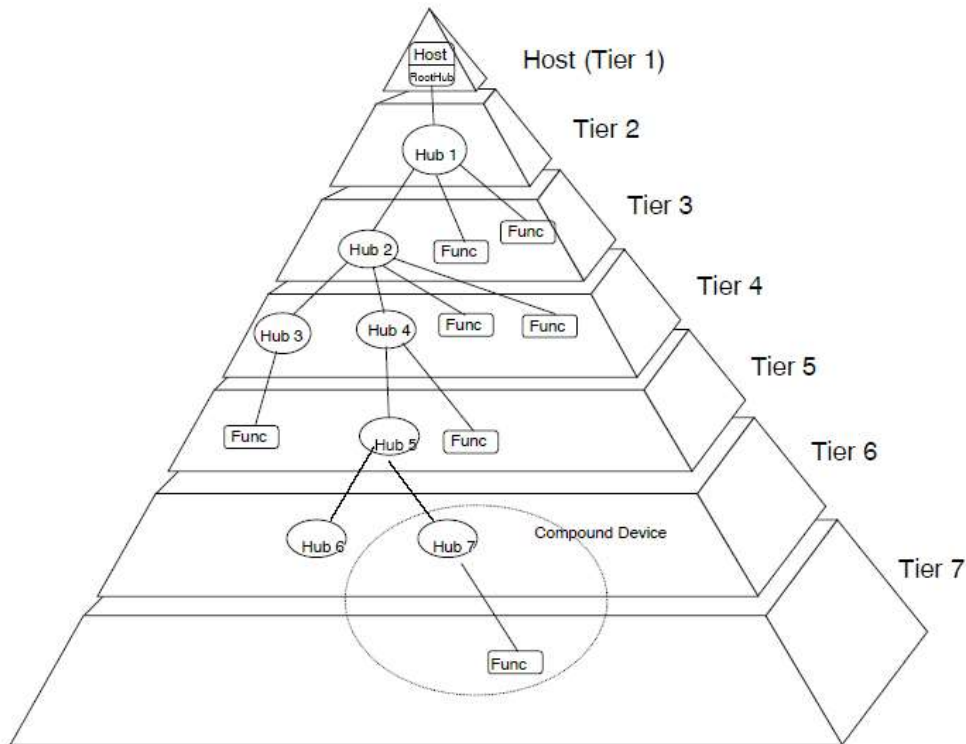 Host
RootHub
Host (Tier 1)
Hub 1
Tier 2
Hub 2
Func
Func
Tier 3
Hub 3
Hub 4
Func
Func
Tier 4
Func
Hub 5
Func
Tier 5
Hub 6
Hub 7
Compound Device
Tier 6
Func
Tier 7